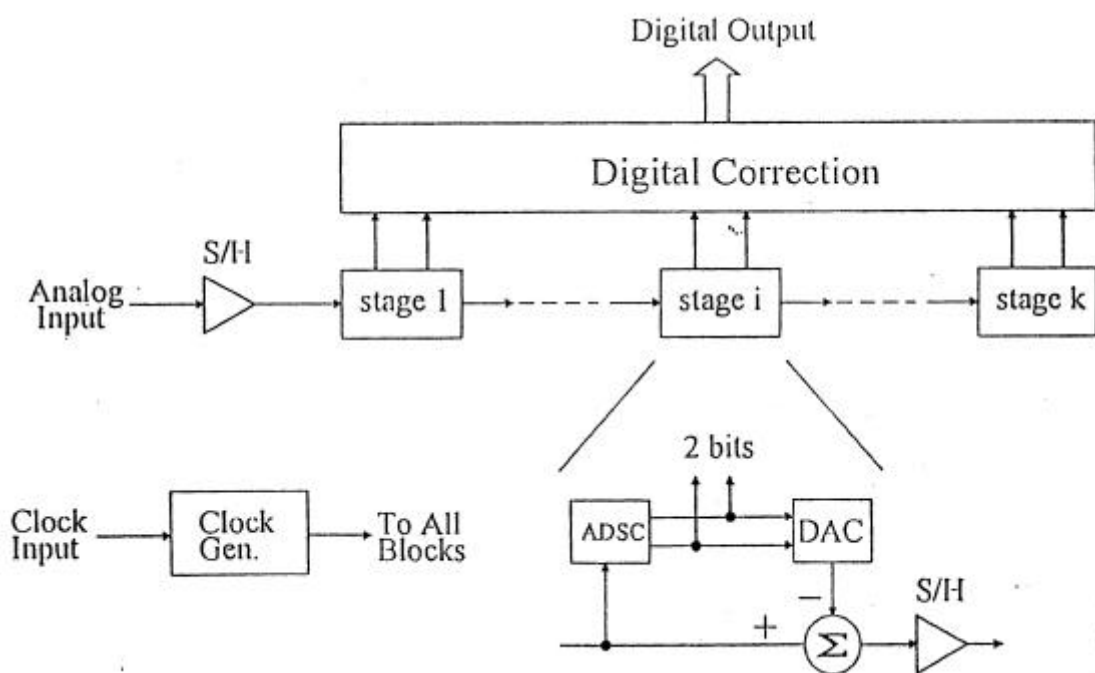 Digital Output
Digital Correction
S/H
Analog
Input
stage 1
stage i
stage k
2 bits
Clock
Input
Clock
Gen.
To All
Blocks
ADSC
DAC
S/H
−
+
Σ